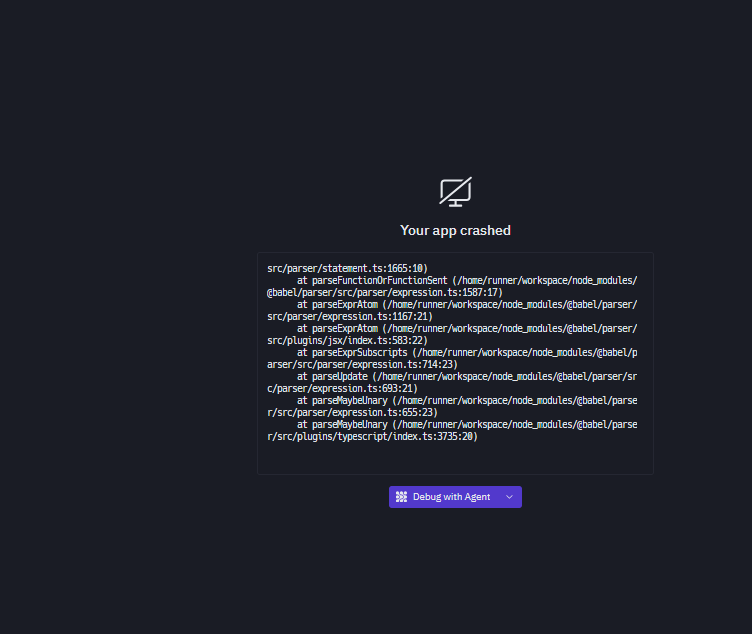 Your app crashed
src/parser/statement.ts:1665:10)
at parseFunctionOrFunctionSent (/home/runner/workspace/node_modules/
@babel/parser/src/parser/expression.ts:1587:17)
at parseExprAtom (/home/runner/workspace/node_modules/@babel/parser/
src/parser/expression.ts:1167:21)
at parseExprAtom (/home/runner/workspace/node_modules/@babel/parser/
src/plugins/jsx/index.ts:583:22)
at parseExprSubscripts (/home/runner/workspace/node_modules/@babel/p
arser/src/parser/expression.ts:714:23)
at parseUpdate (/home/runner/workspace/node_modules/@babel/parser/sr
c/parser/expression.ts:693:21)
at parseMaybeUnary (/home/runner/workspace/node_modules/@babel/parse
r/src/parser/expression.ts:655:23)
at parseMaybeUnary (/home/runner/workspace/node_modules/@babel/parse
r/src/plugins/typescript/index.ts:3735:20)
Debug with Agent